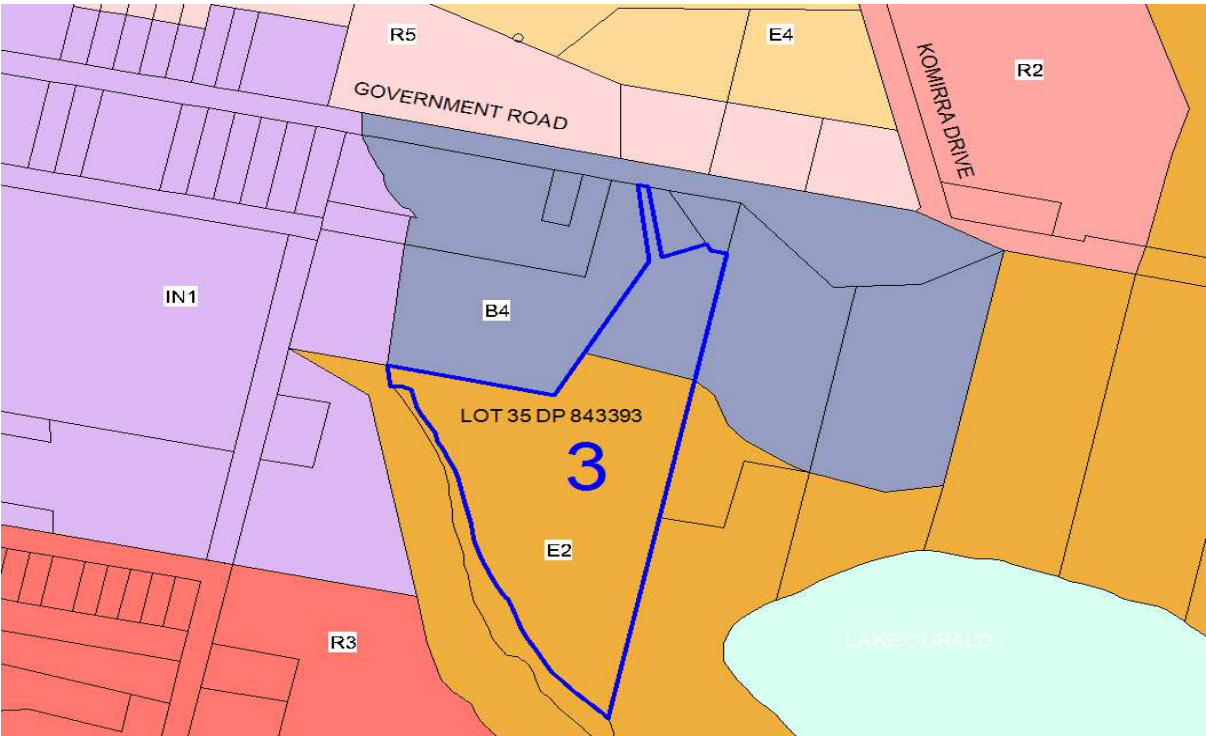 R5
E4
R2
KOMIRRA DRIVE
GOVERNMENT ROAD
IN1
B4
LOT 35 DP 843393
3
E2
R3
LAKE CURALO